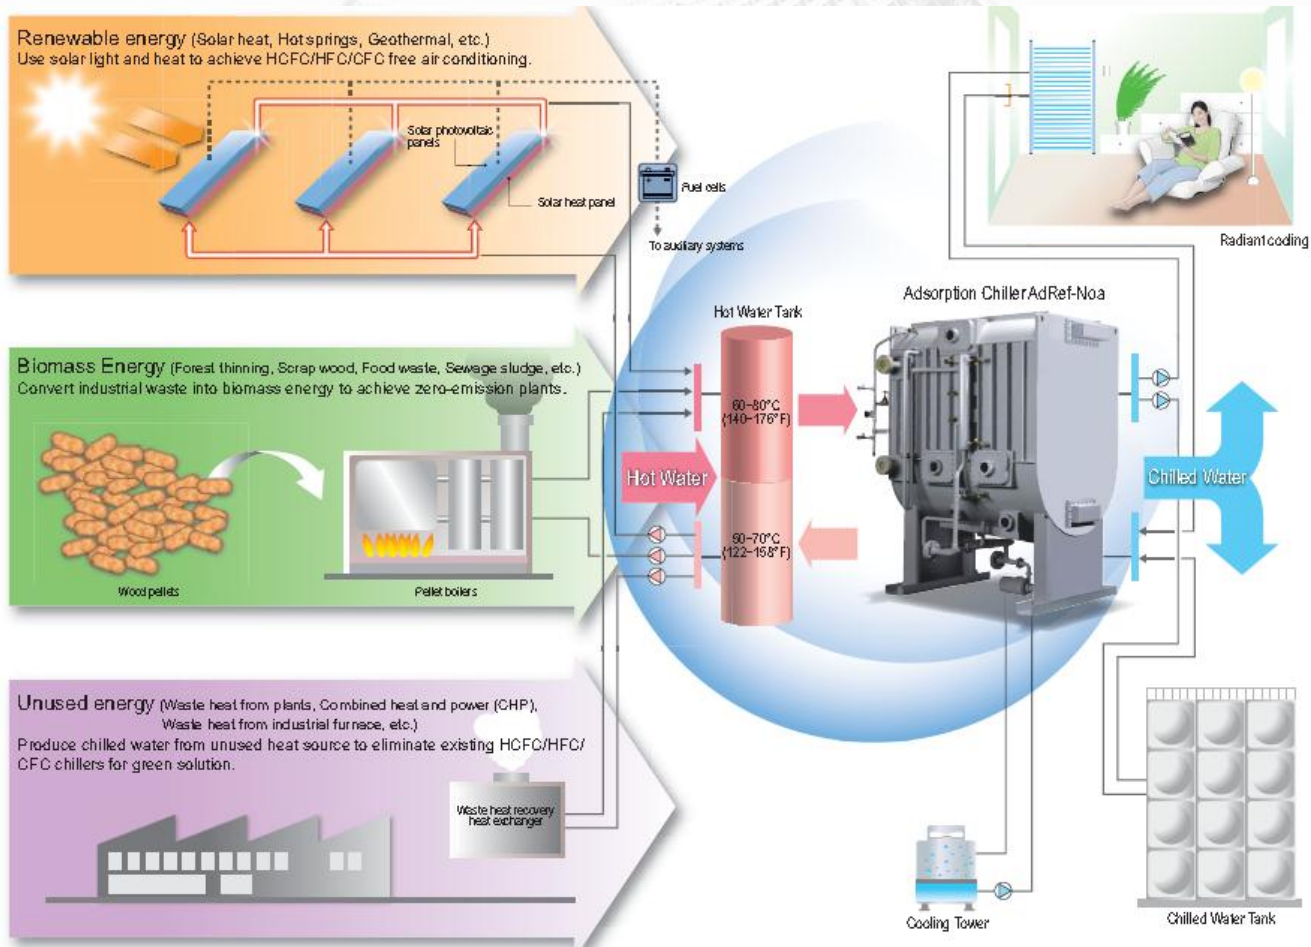 Renewable energy (Solar heat, Hot springs, Geothermal, etc.)
Use solar light and heat to achieve HCFC/HFC/CFC free air conditioning.
Solar photovoltaic
panels
Solar heat panel
Fuel cells
To auxiliary systems
Radiant cooling
Biomass Energy (Forest thinning, Scrap wood, Food waste, Sewage sludge, etc.)
Convert industrial waste into biomass energy to achieve zero-emission plants.
Wood pellets
Pellet boilers
Hot Water Tank
60–80°C
(140–176°F)
Hot Water
50–70°C
(122–158°F)
Adsorption Chiller AdRef-Noa
Chilled Water
Unused energy (Waste heat from plants, Combined heat and power (CHP),
Waste heat from industrial furnace, etc.)
Produce chilled water from unused heat source to eliminate existing HCFC/HFC/
CFC chillers for green solution.
Waste heat recovery
heat exchanger
Cooling Tower
Chilled Water Tank